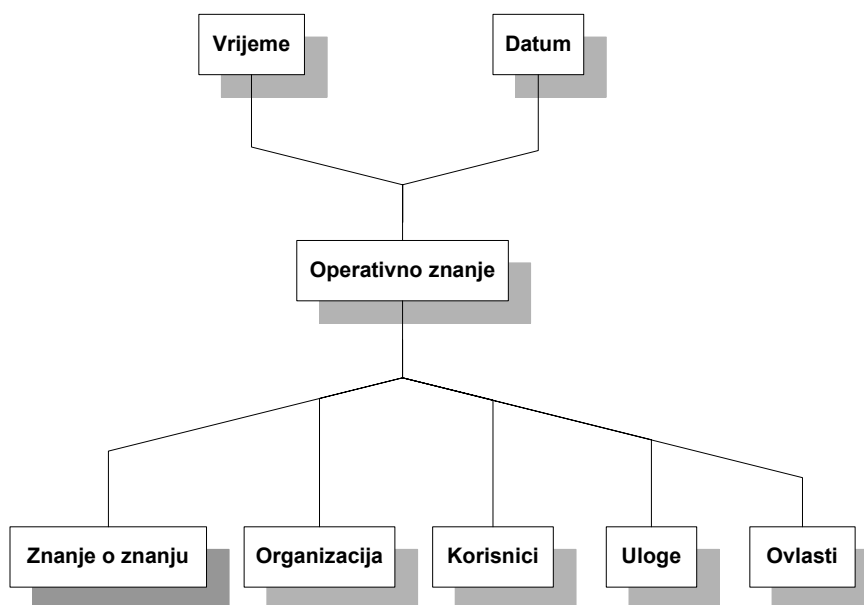 Vrijeme
Datum
Operativno znanje
Znanje o znanju
Organizacija
Korisnici
Uloge
Ovlasti